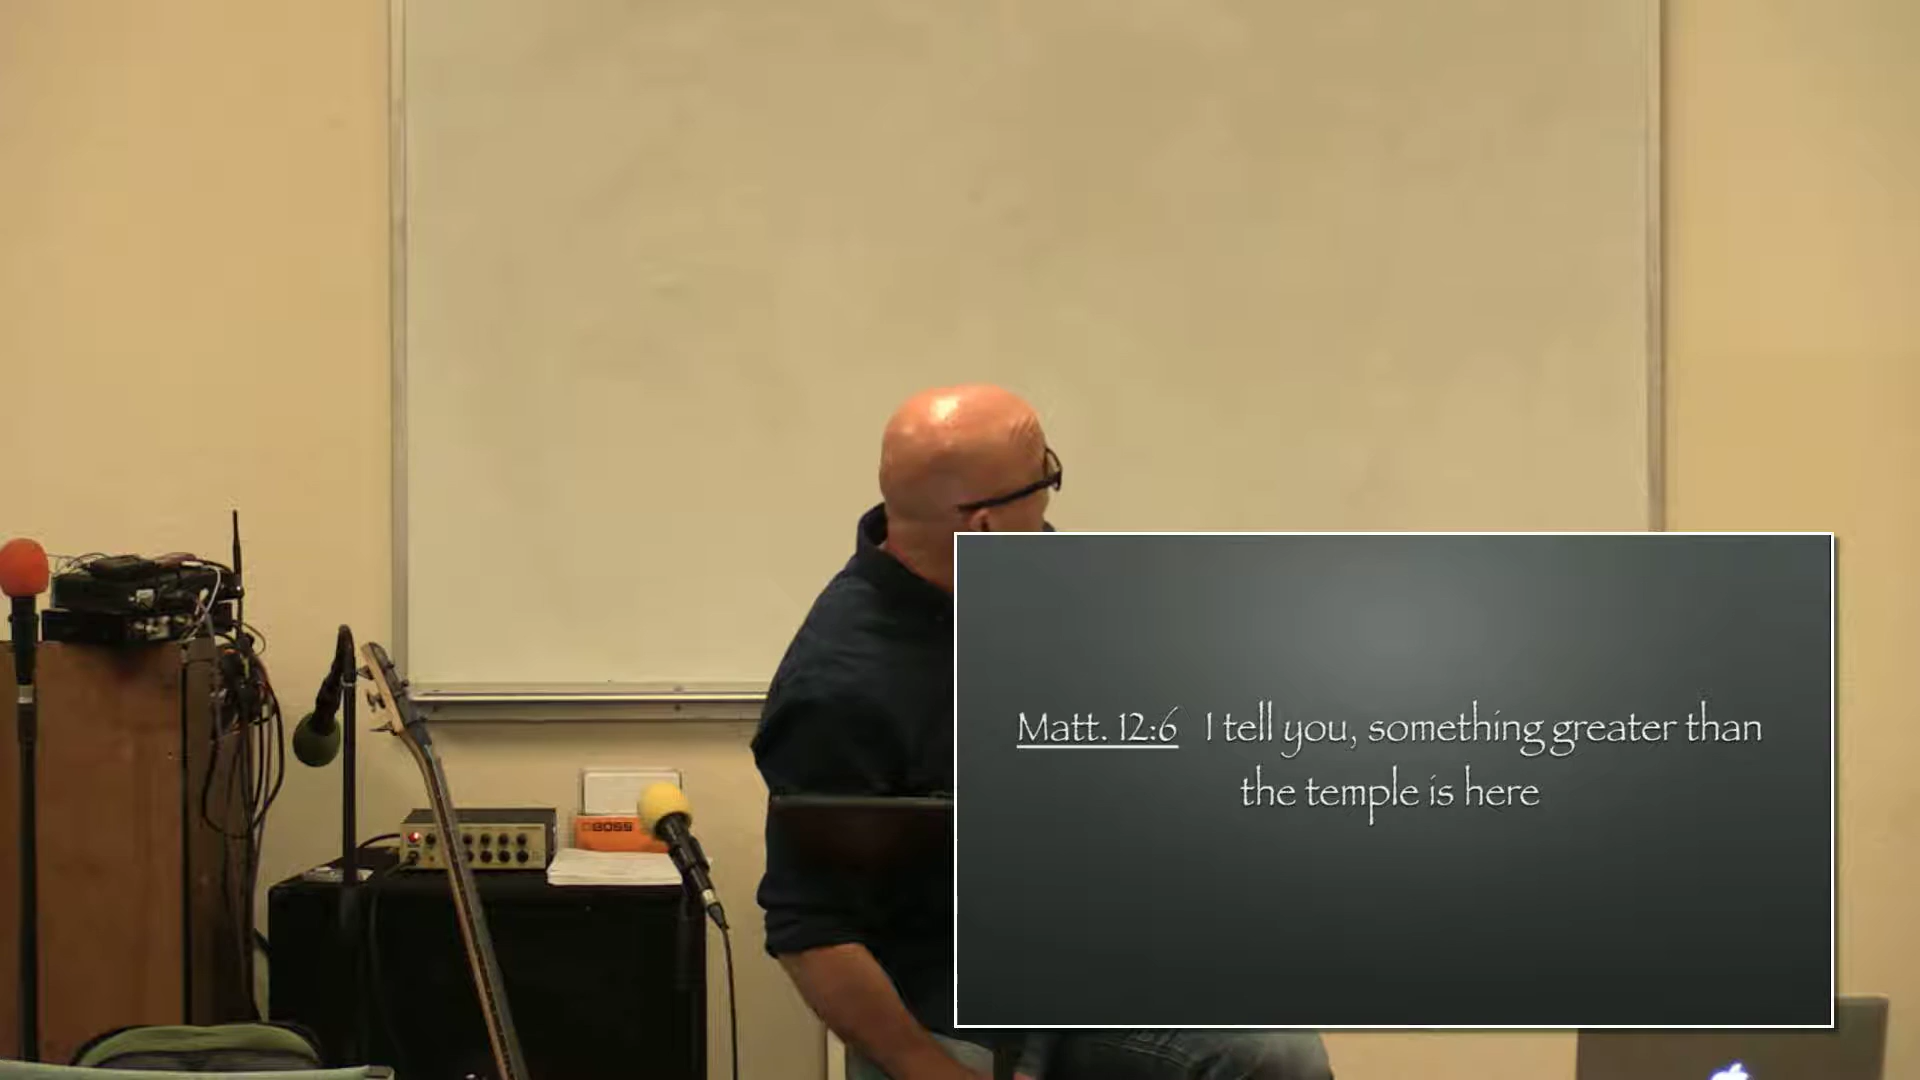 BOSS
Matt. 12:6 I tell you, something greater than
the temple is here